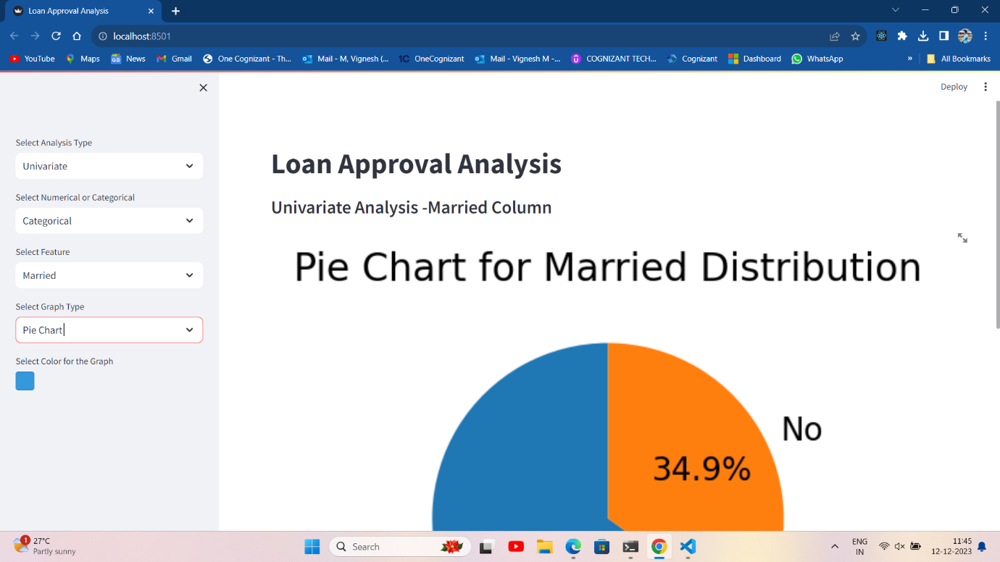 Loan Approval Analysis
localhost:8501
YouTube
Maps
News
Gmail
One Cognizant - Th...
Mail - M, Vignesh (...
1C OneCognizant
Mail - Vignesh M -...
COGNIZANT TECH...
Cognizant
Dashboard
WhatsApp
»
All Bookmarks
Deploy
Select Analysis Type
Univariate
Select Numerical or Categorical
Categorical
Select Feature
Married
Select Graph Type
Pie Chart
Select Color for the Graph
Loan Approval Analysis
Univariate Analysis -Married Column
Pie Chart for Married Distribution
No
34.9%
1
27°C
Partly sunny
Search
ENG
IN
11:45
12-12-2023